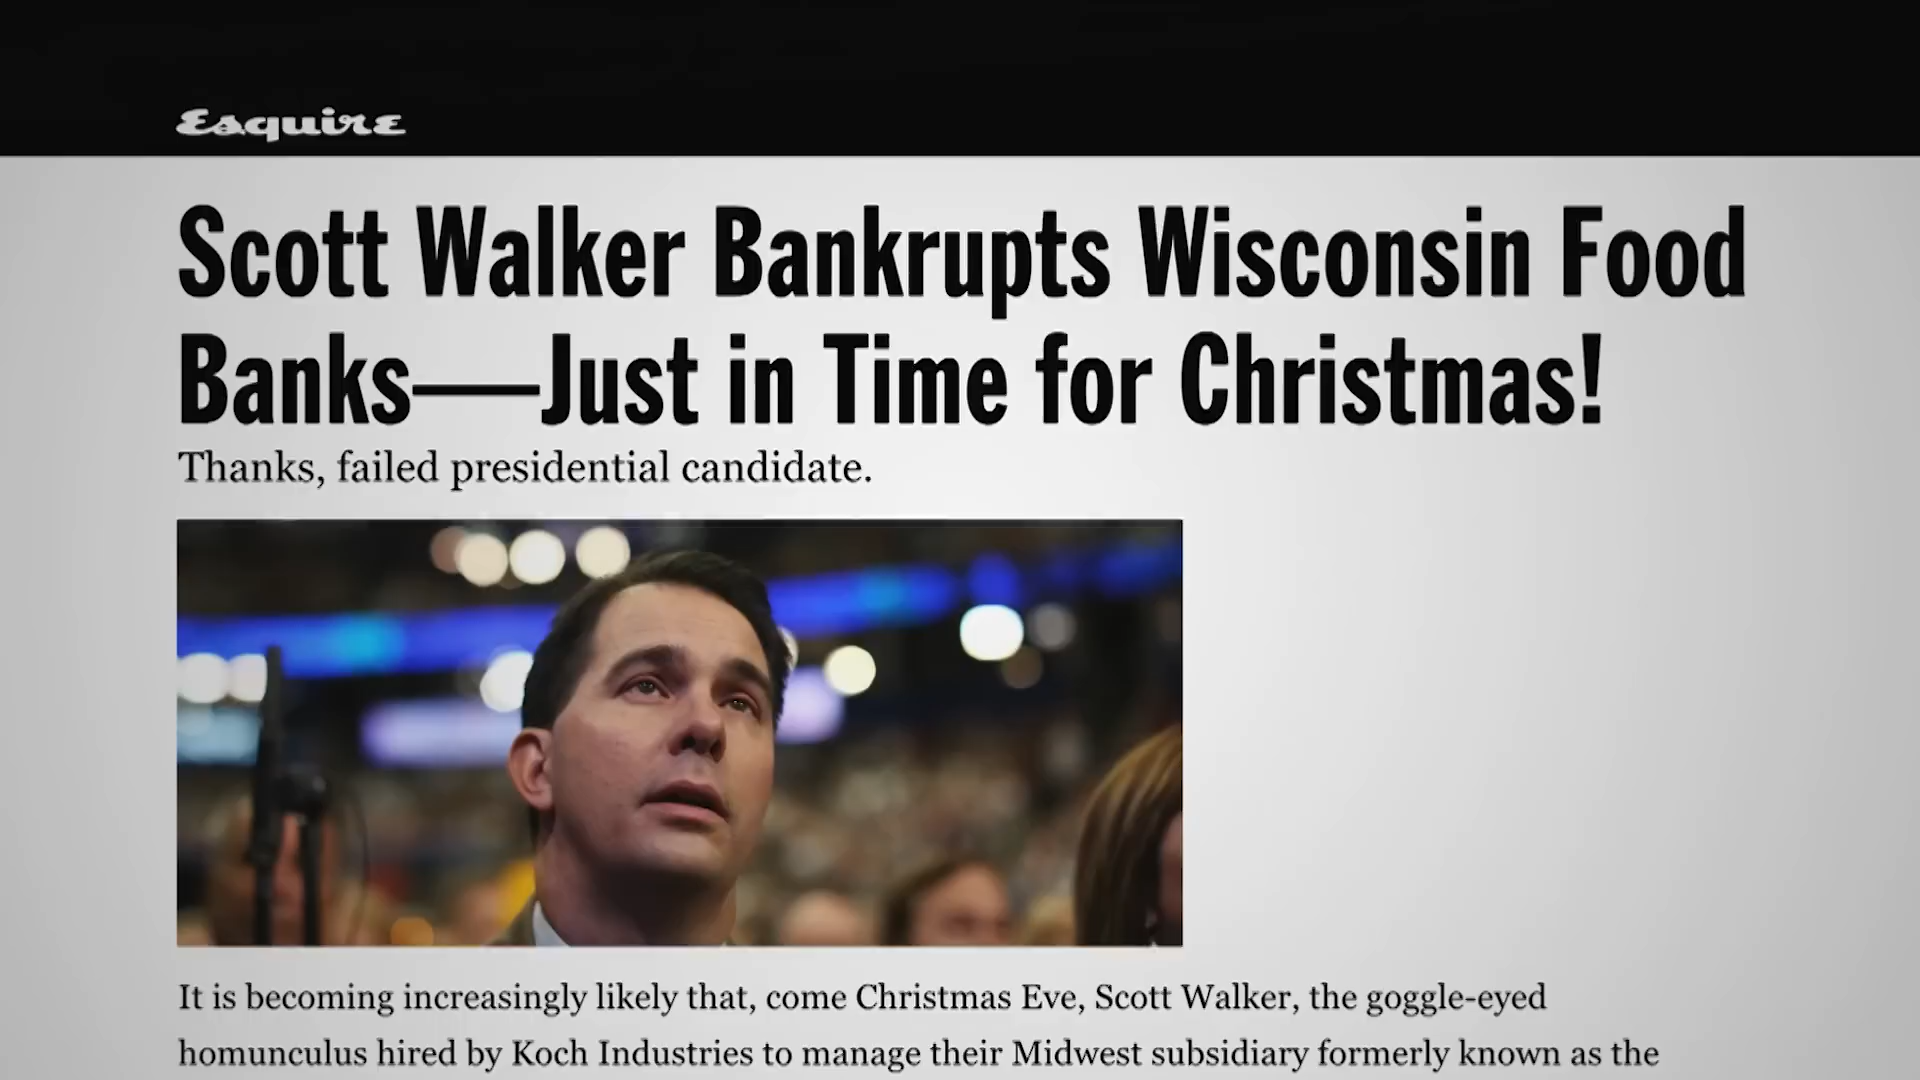 Esquire
Scott Walker Bankrupts Wisconsin Food
Banks—Just in Time for Christmas!
Thanks, failed presidential candidate.
It is becoming increasingly likely that, come Christmas Eve, Scott Walker, the goggle-eyed
homunculus hired by Koch Industries to manage their Midwest subsidiary formerly known as the